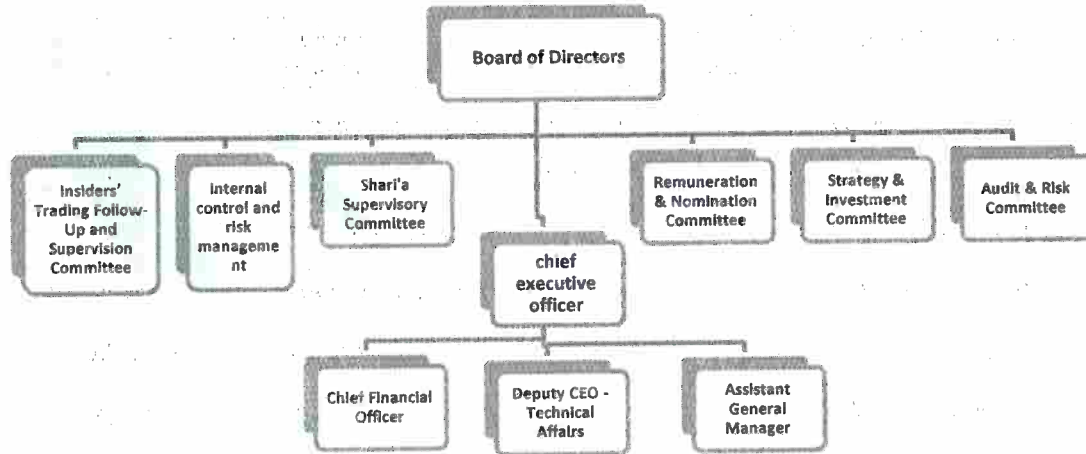 Board of Directors
Insiders'
Trading Follow-
Up and
Supervision
Committee
Internal
control and
risk
manageme
nt
Shari'a
Supervisory
Committee
Remuneration
& Nomination
Committee
Strategy &
Investment
Committee
Audit & Risk
Committee
chief
executive
officer
Chief Financial
Officer
Deputy CEO -
Technical
Affairs
Assistant
General
Manager